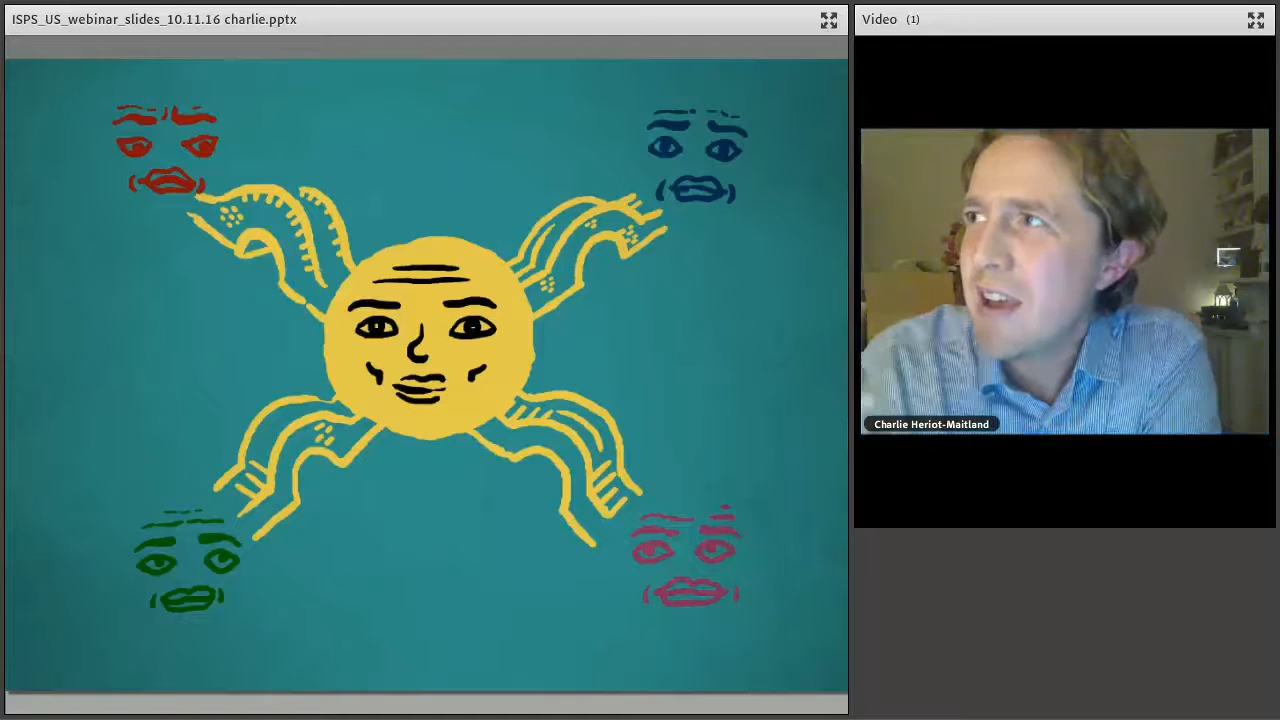 ISPS_US_webinar_slides_10.11.16 charlie.pptx
Video (1)
Charlie Heriot-Maitland